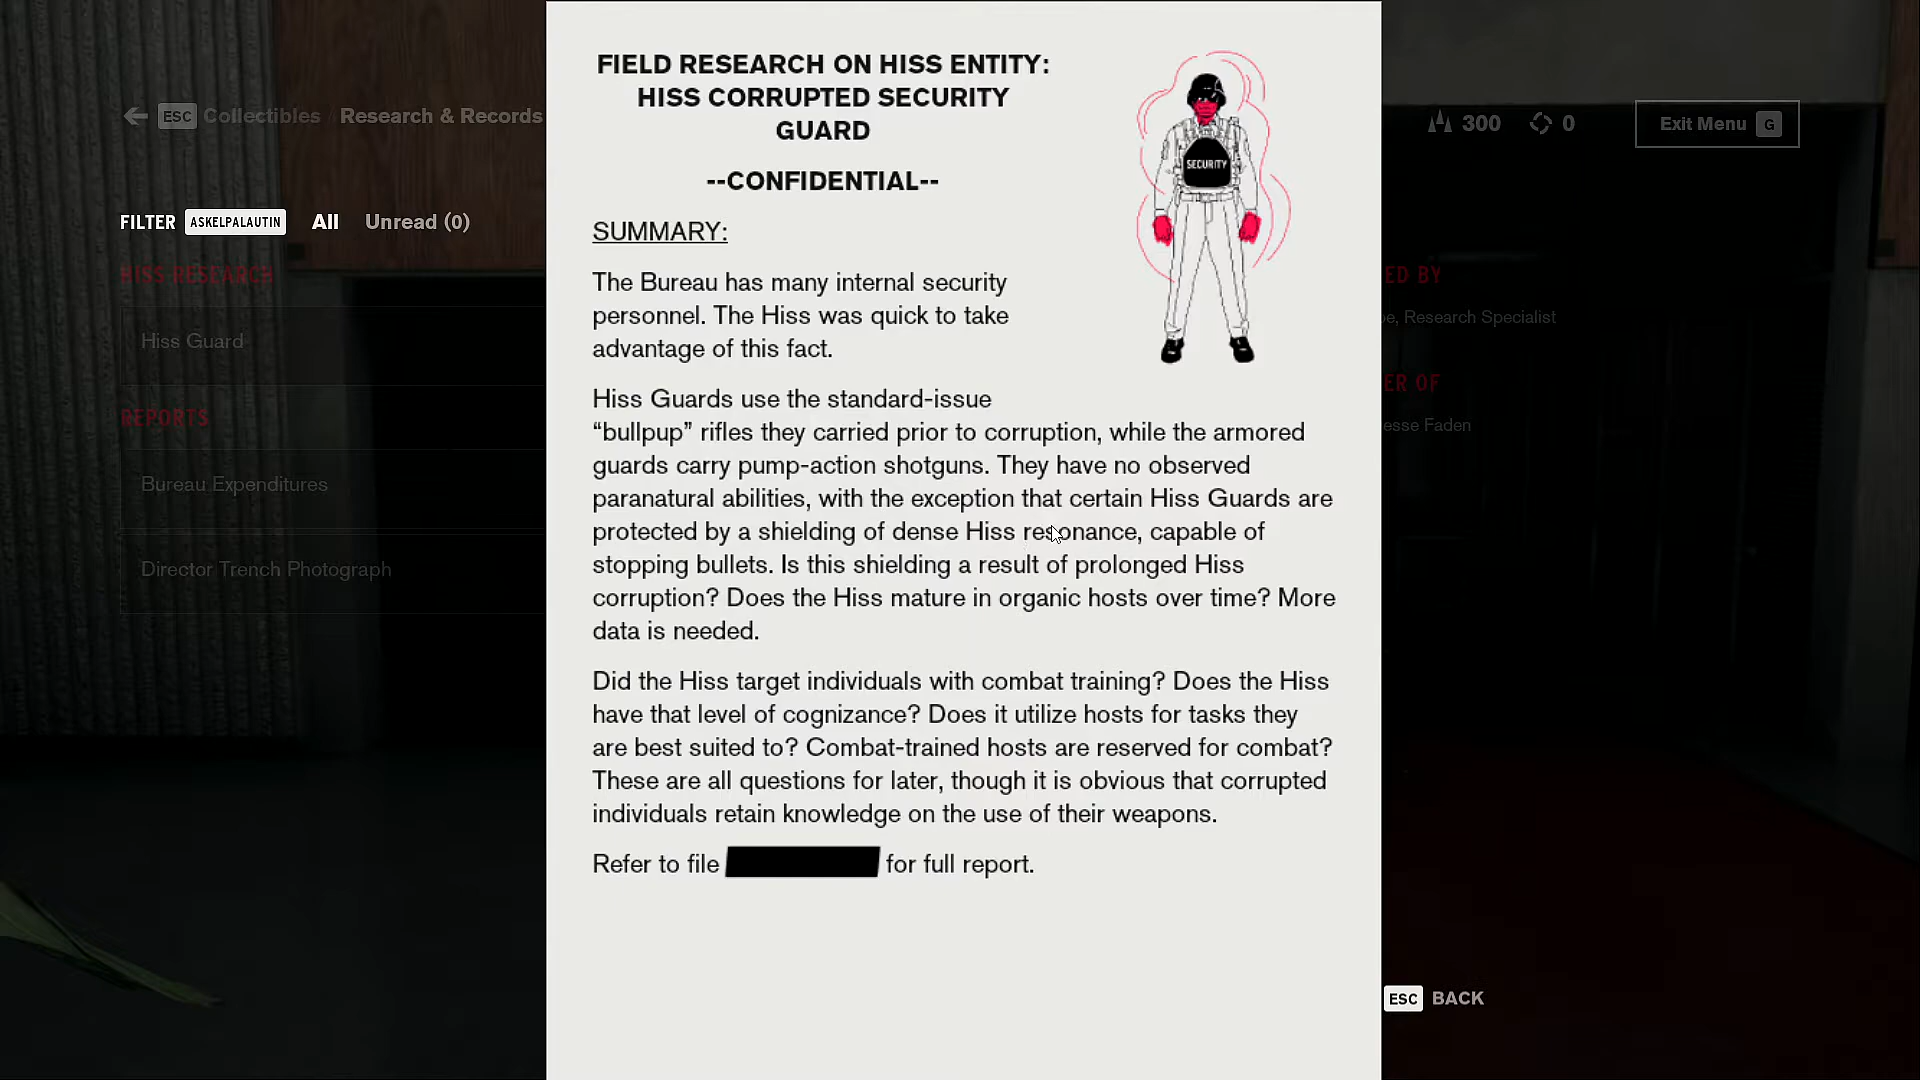 FIELD RESEARCH ON HISS ENTITY:
HISS CORRUPTED SECURITY
GUARD
--CONFIDENTIAL--
SECURITY
SUMMARY:
The Bureau has many internal security
personnel. The Hiss was quick to take
advantage of this fact.
Hiss Guards use the standard-issue
“bullpup” rifles they carried prior to corruption, while the armored
guards carry pump-action shotguns. They have no observed
paranatural abilities, with the exception that certain Hiss Guards are
protected by a shielding of dense Hiss resonance, capable of
stopping bullets. Is this shielding a result of prolonged Hiss
corruption? Does the Hiss mature in organic hosts over time? More
data is needed.
Did the Hiss target individuals with combat training? Does the Hiss
have that level of cognizance? Does it utilize hosts for tasks they
are best suited to? Combat-trained hosts are reserved for combat?
These are all questions for later, though it is obvious that corrupted
individuals retain knowledge on the use of their weapons.
Refer to file for full report.
ESC Collectibles / Research & Records
300 0
Exit Menu G
FILTER ASKELPALAUTIN All Unread (0)
HISS RESEARCH
Hiss Guard
REPORTS
Bureau Expenditures
Director Trench Photograph
ED BY
pe, Research Specialist
ER OF
esse Faden
ESC BACK